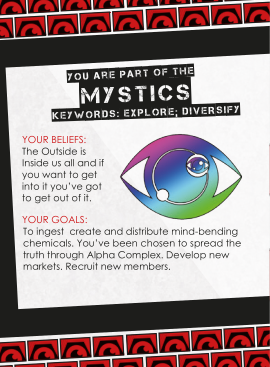 YOU ARE PART OF THE
MYSTICS
KEYWORDS: EXPLORE; DIVERSIFY
YOUR BELIEFS:
The Outside is
Inside us all and if
you want to get
into it you've got
to get out of it.
YOUR GOALS:
To ingest create and distribute mind-bending
chemicals. You've been chosen to spread the
truth through Alpha Complex. Develop new
markets. Recruit new members.